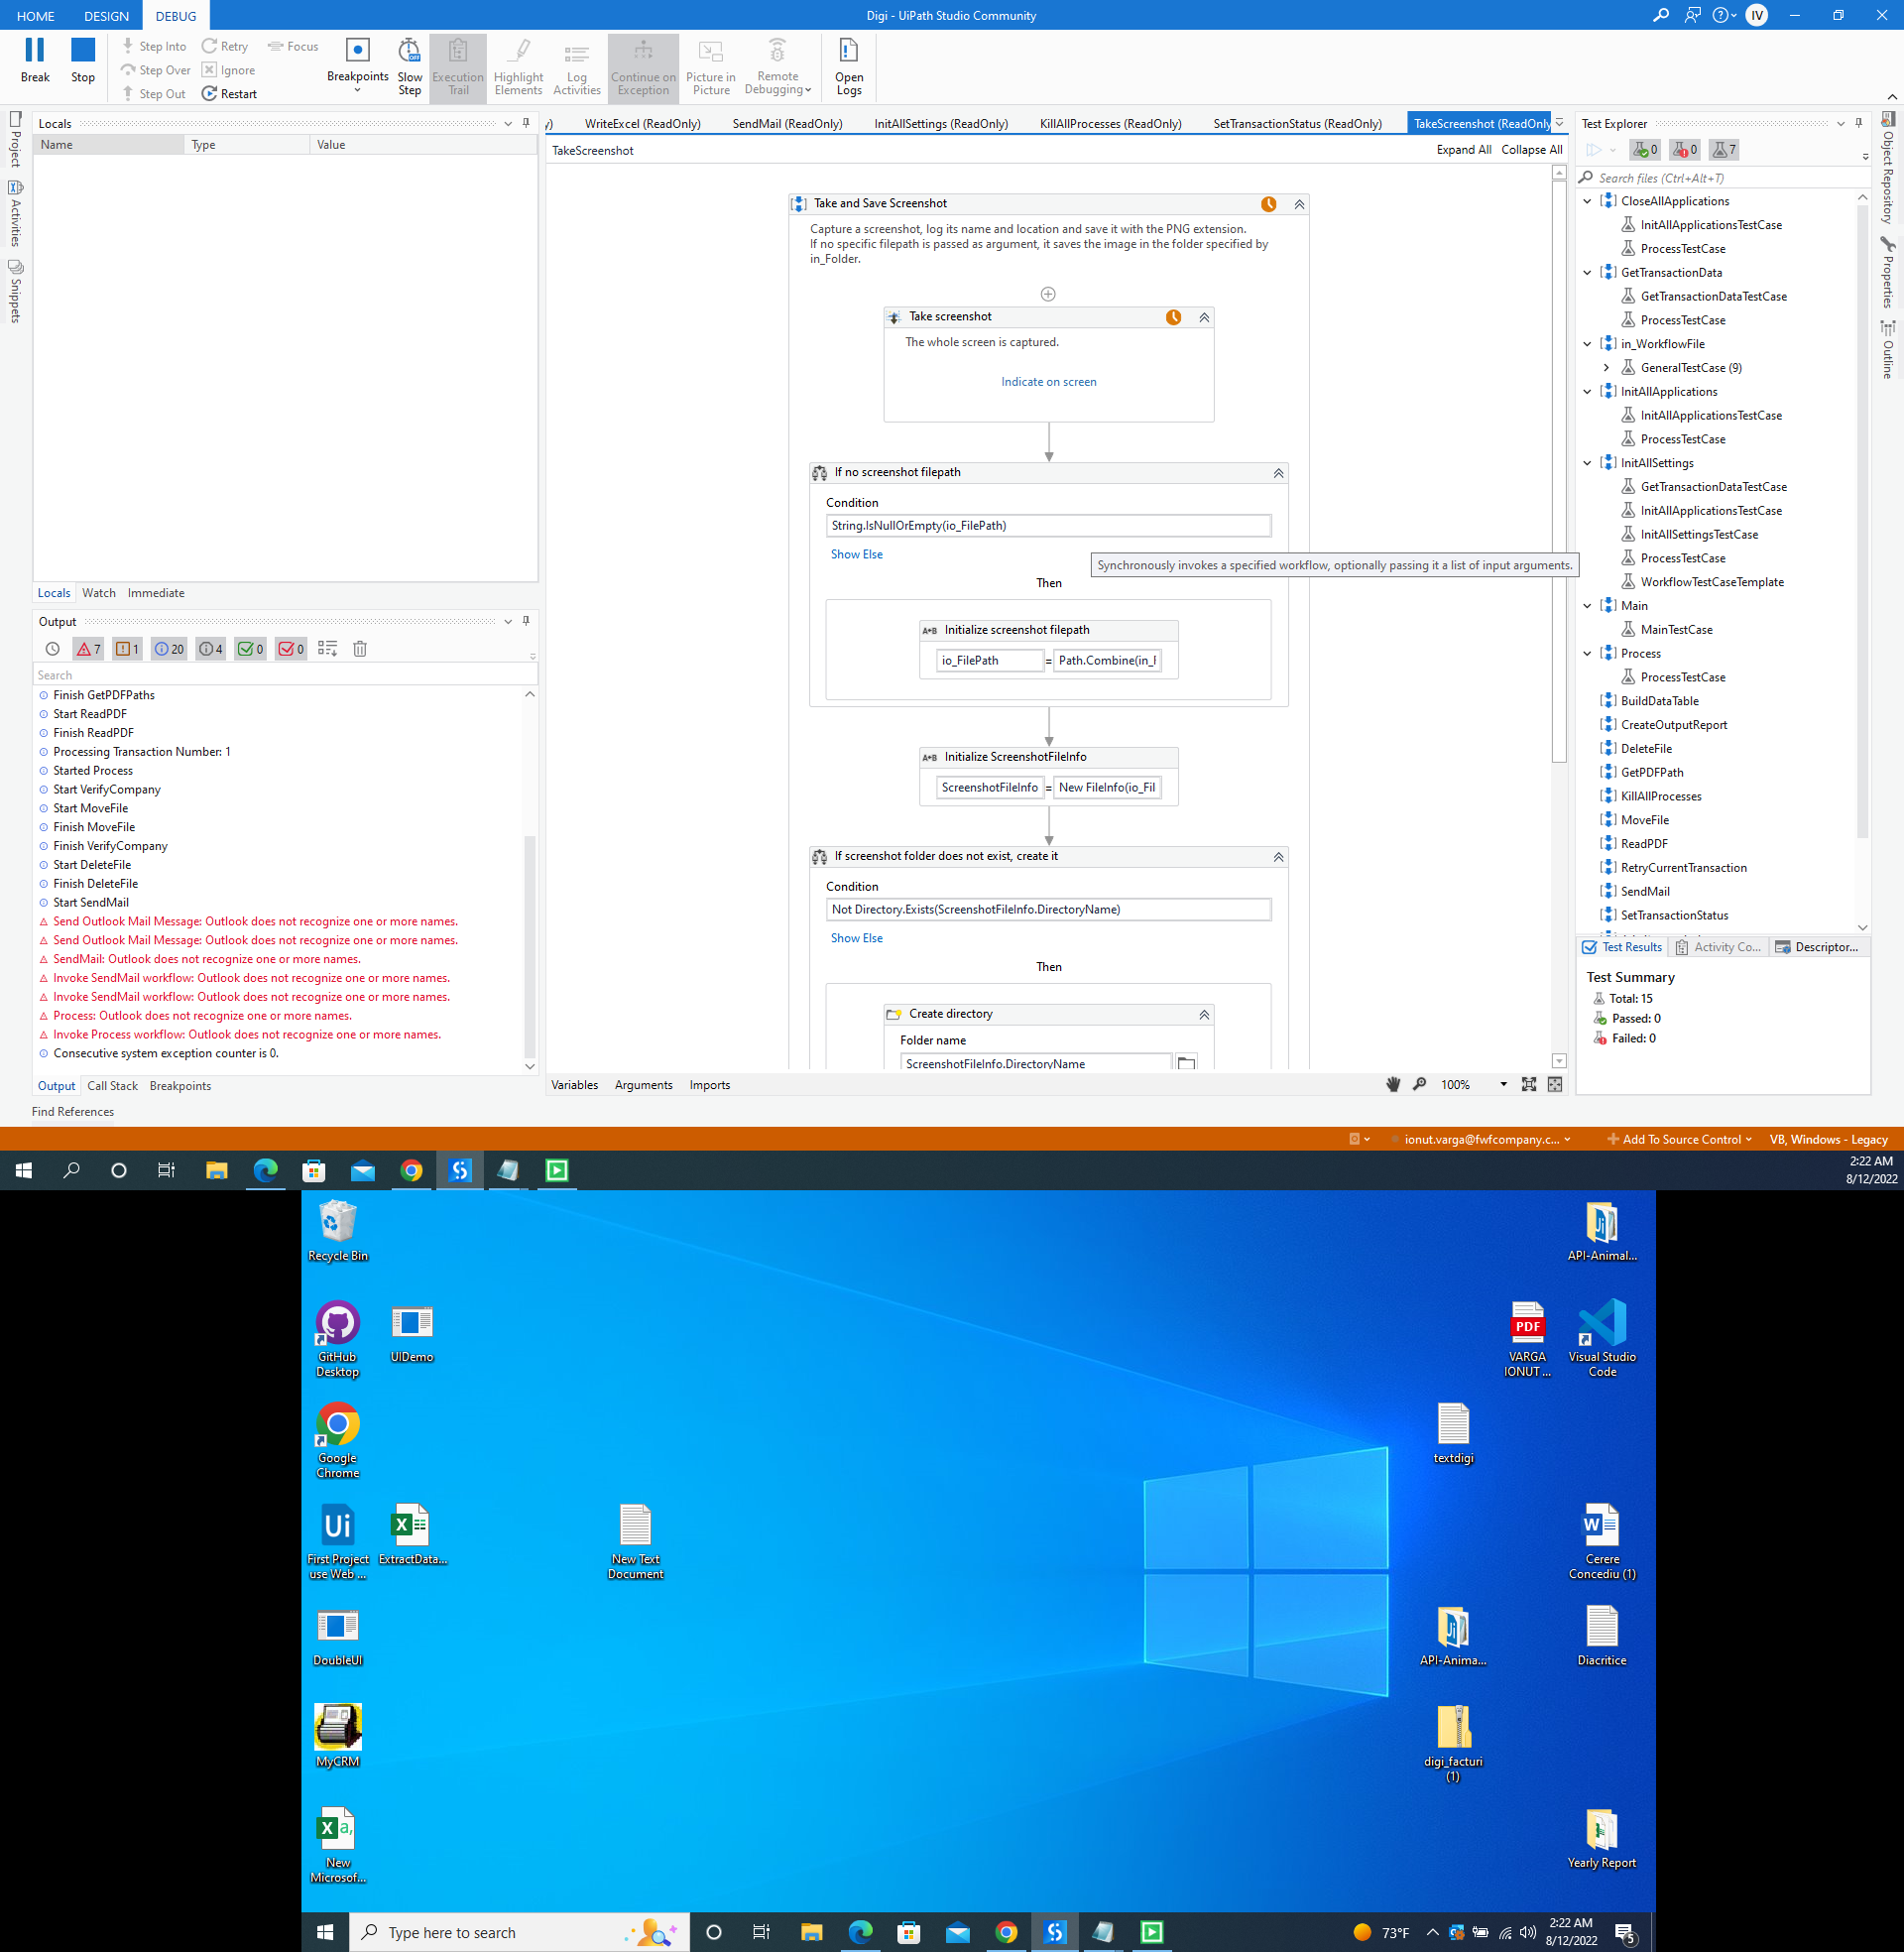 HOME DESIGN DEBUG Digi - UiPath Studio Community IV
Break Stop Step Into Step Over Step Out Retry Ignore Restart Focus Breakpoints Slow Step Execution Trail Highlight Elements Log Activities Continue on Exception Picture in Picture Remote Debugging Open Logs
Project
Activities
Snippets
Locals
Name Type Value
Locals Watch Immediate
Output
7 1 20 4 0 0
Search
Finish GetPDFPaths
Start ReadPDF
Finish ReadPDF
Processing Transaction Number: 1
Started Process
Start VerifyCompany
Start MoveFile
Finish MoveFile
Finish VerifyCompany
Start DeleteFile
Finish DeleteFile
Start SendMail
Send Outlook Mail Message: Outlook does not recognize one or more names.
Send Outlook Mail Message: Outlook does not recognize one or more names.
SendMail: Outlook does not recognize one or more names.
Invoke SendMail workflow: Outlook does not recognize one or more names.
Invoke SendMail workflow: Outlook does not recognize one or more names.
Process: Outlook does not recognize one or more names.
Invoke Process workflow: Outlook does not recognize one or more names.
Consecutive system exception counter is 0.
Output Call Stack Breakpoints
Find References
WriteExcel (ReadOnly) SendMail (ReadOnly) InitAllSettings (ReadOnly) KillAllProcesses (ReadOnly) SetTransactionStatus (ReadOnly) TakeScreenshot (ReadOnly
TakeScreenshot Expand All Collapse All
Take and Save Screenshot
Capture a screenshot, log its name and location and save it with the PNG extension.
If no specific filepath is passed as argument, it saves the image in the folder specified by
in_Folder.
Take screenshot
The whole screen is captured.
Indicate on screen
If no screenshot filepath
Condition
String.IsNullOrEmpty(io_FilePath)
Show Else
Synchronously invokes a specified workflow, optionally passing it a list of input arguments.
Then
A+B Initialize screenshot filepath
io_FilePath = Path.Combine(in_F
A+B Initialize ScreenshotFileInfo
ScreenshotFileInfo = New FileInfo(io_Fil
If screenshot folder does not exist, create it
Condition
Not Directory.Exists(ScreenshotFileInfo.DirectoryName)
Show Else
Then
Create directory
Folder name
ScreenshotFileInfo.DirectoryName
Variables Arguments Imports 100%
Test Explorer
0 0 7
Search files (Ctrl+Alt+T)
CloseAllApplications
InitAllApplicationsTestCase
ProcessTestCase
GetTransactionData
GetTransactionDataTestCase
ProcessTestCase
in_WorkflowFile
GeneralTestCase (9)
InitAllApplications
InitAllApplicationsTestCase
ProcessTestCase
InitAllSettings
GetTransactionDataTestCase
InitAllApplicationsTestCase
InitAllSettingsTestCase
ProcessTestCase
WorkflowTestCaseTemplate
Main
MainTestCase
Process
ProcessTestCase
BuildDataTable
CreateOutputReport
DeleteFile
GetPDFPath
KillAllProcesses
MoveFile
ReadPDF
RetryCurrentTransaction
SendMail
SetTransactionStatus
Test Results Activity Co... Descriptor...
Test Summary
Total: 15
Passed: 0
Failed: 0
Object Repository
Properties
Outline
ionut.varga@fwfcompany.c... Add To Source Control VB, Windows - Legacy
2:22 AM
8/12/2022
Recycle Bin API-Animal...
GitHub Desktop UIDemo PDF VARGA IONUT ... Visual Studio Code
Google Chrome textdigi
Ui First Project use Web ... ExtractData... New Text Document W Cerere Concediu (1)
DoubleUI API-Anima... Diacritice
MyCRM digi_facturi (1)
New Microsof... Yearly Report
Type here to search 73°F 2:22 AM
8/12/2022 5